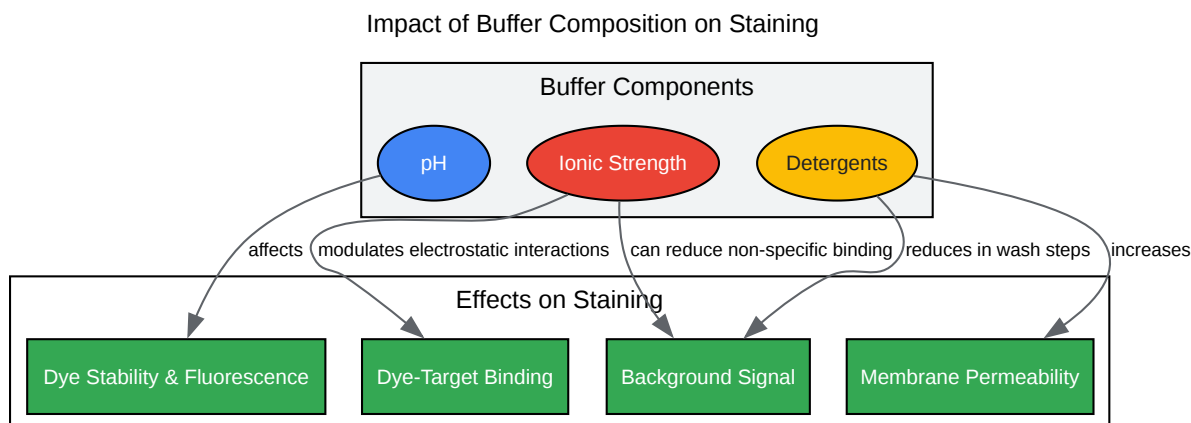 Impact of Buffer Composition on Staining
Buffer Components
pH
Ionic Strength
Detergents
affects
modulates electrostatic interactions
can reduce non-specific binding
reduces in wash steps
increases
Effects on Staining
Dye Stability & Fluorescence
Dye-Target Binding
Background Signal
Membrane Permeability